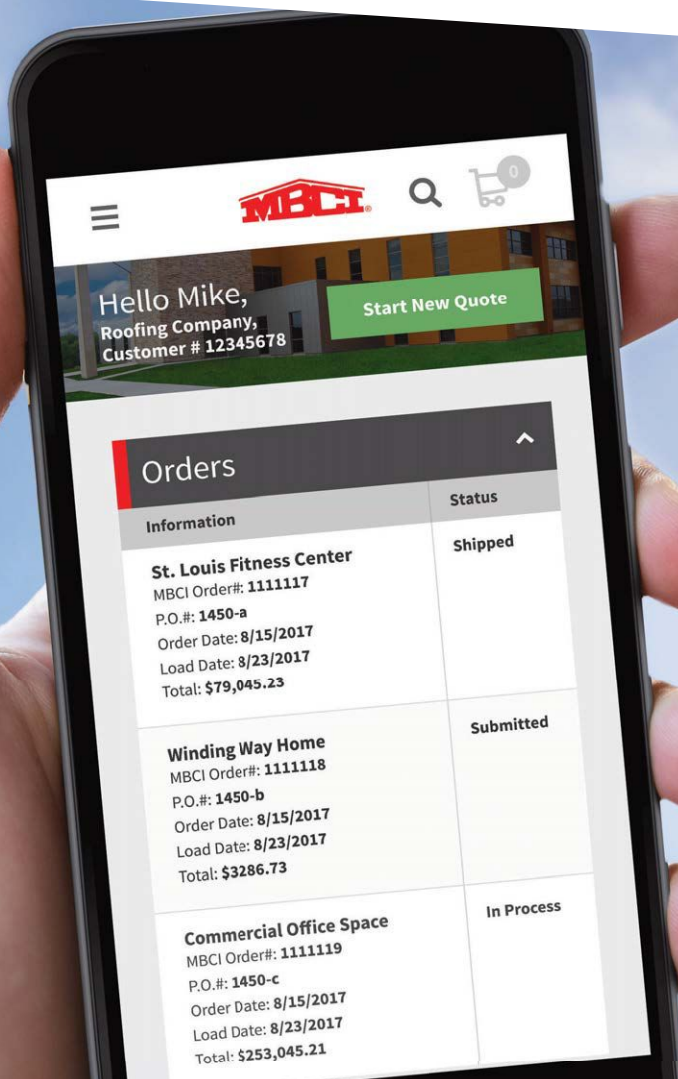 MBCI®
0
Hello Mike,
Roofing Company,
Customer # 12345678
Start New Quote
Orders
Information
Status
St. Louis Fitness Center
Shipped
MBCI Order#: 1111117
P.O.#: 1450-a
Order Date: 8/15/2017
Load Date: 8/23/2017
Total: $79,045.23
Winding Way Home
Submitted
MBCI Order#: 1111118
P.O.#: 1450-b
Order Date: 8/15/2017
Load Date: 8/23/2017
Total: $3286.73
Commercial Office Space
In Process
MBCI Order#: 1111119
P.O.#: 1450-c
Order Date: 8/15/2017
Load Date: 8/23/2017
Total: $253,045.21